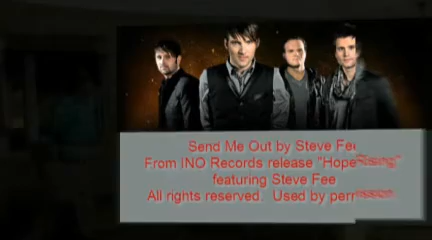 Send Me Out by Steve Fee
From INO Records release "Hope Rising"
featuring Steve Fee
All rights reserved. Used by permission